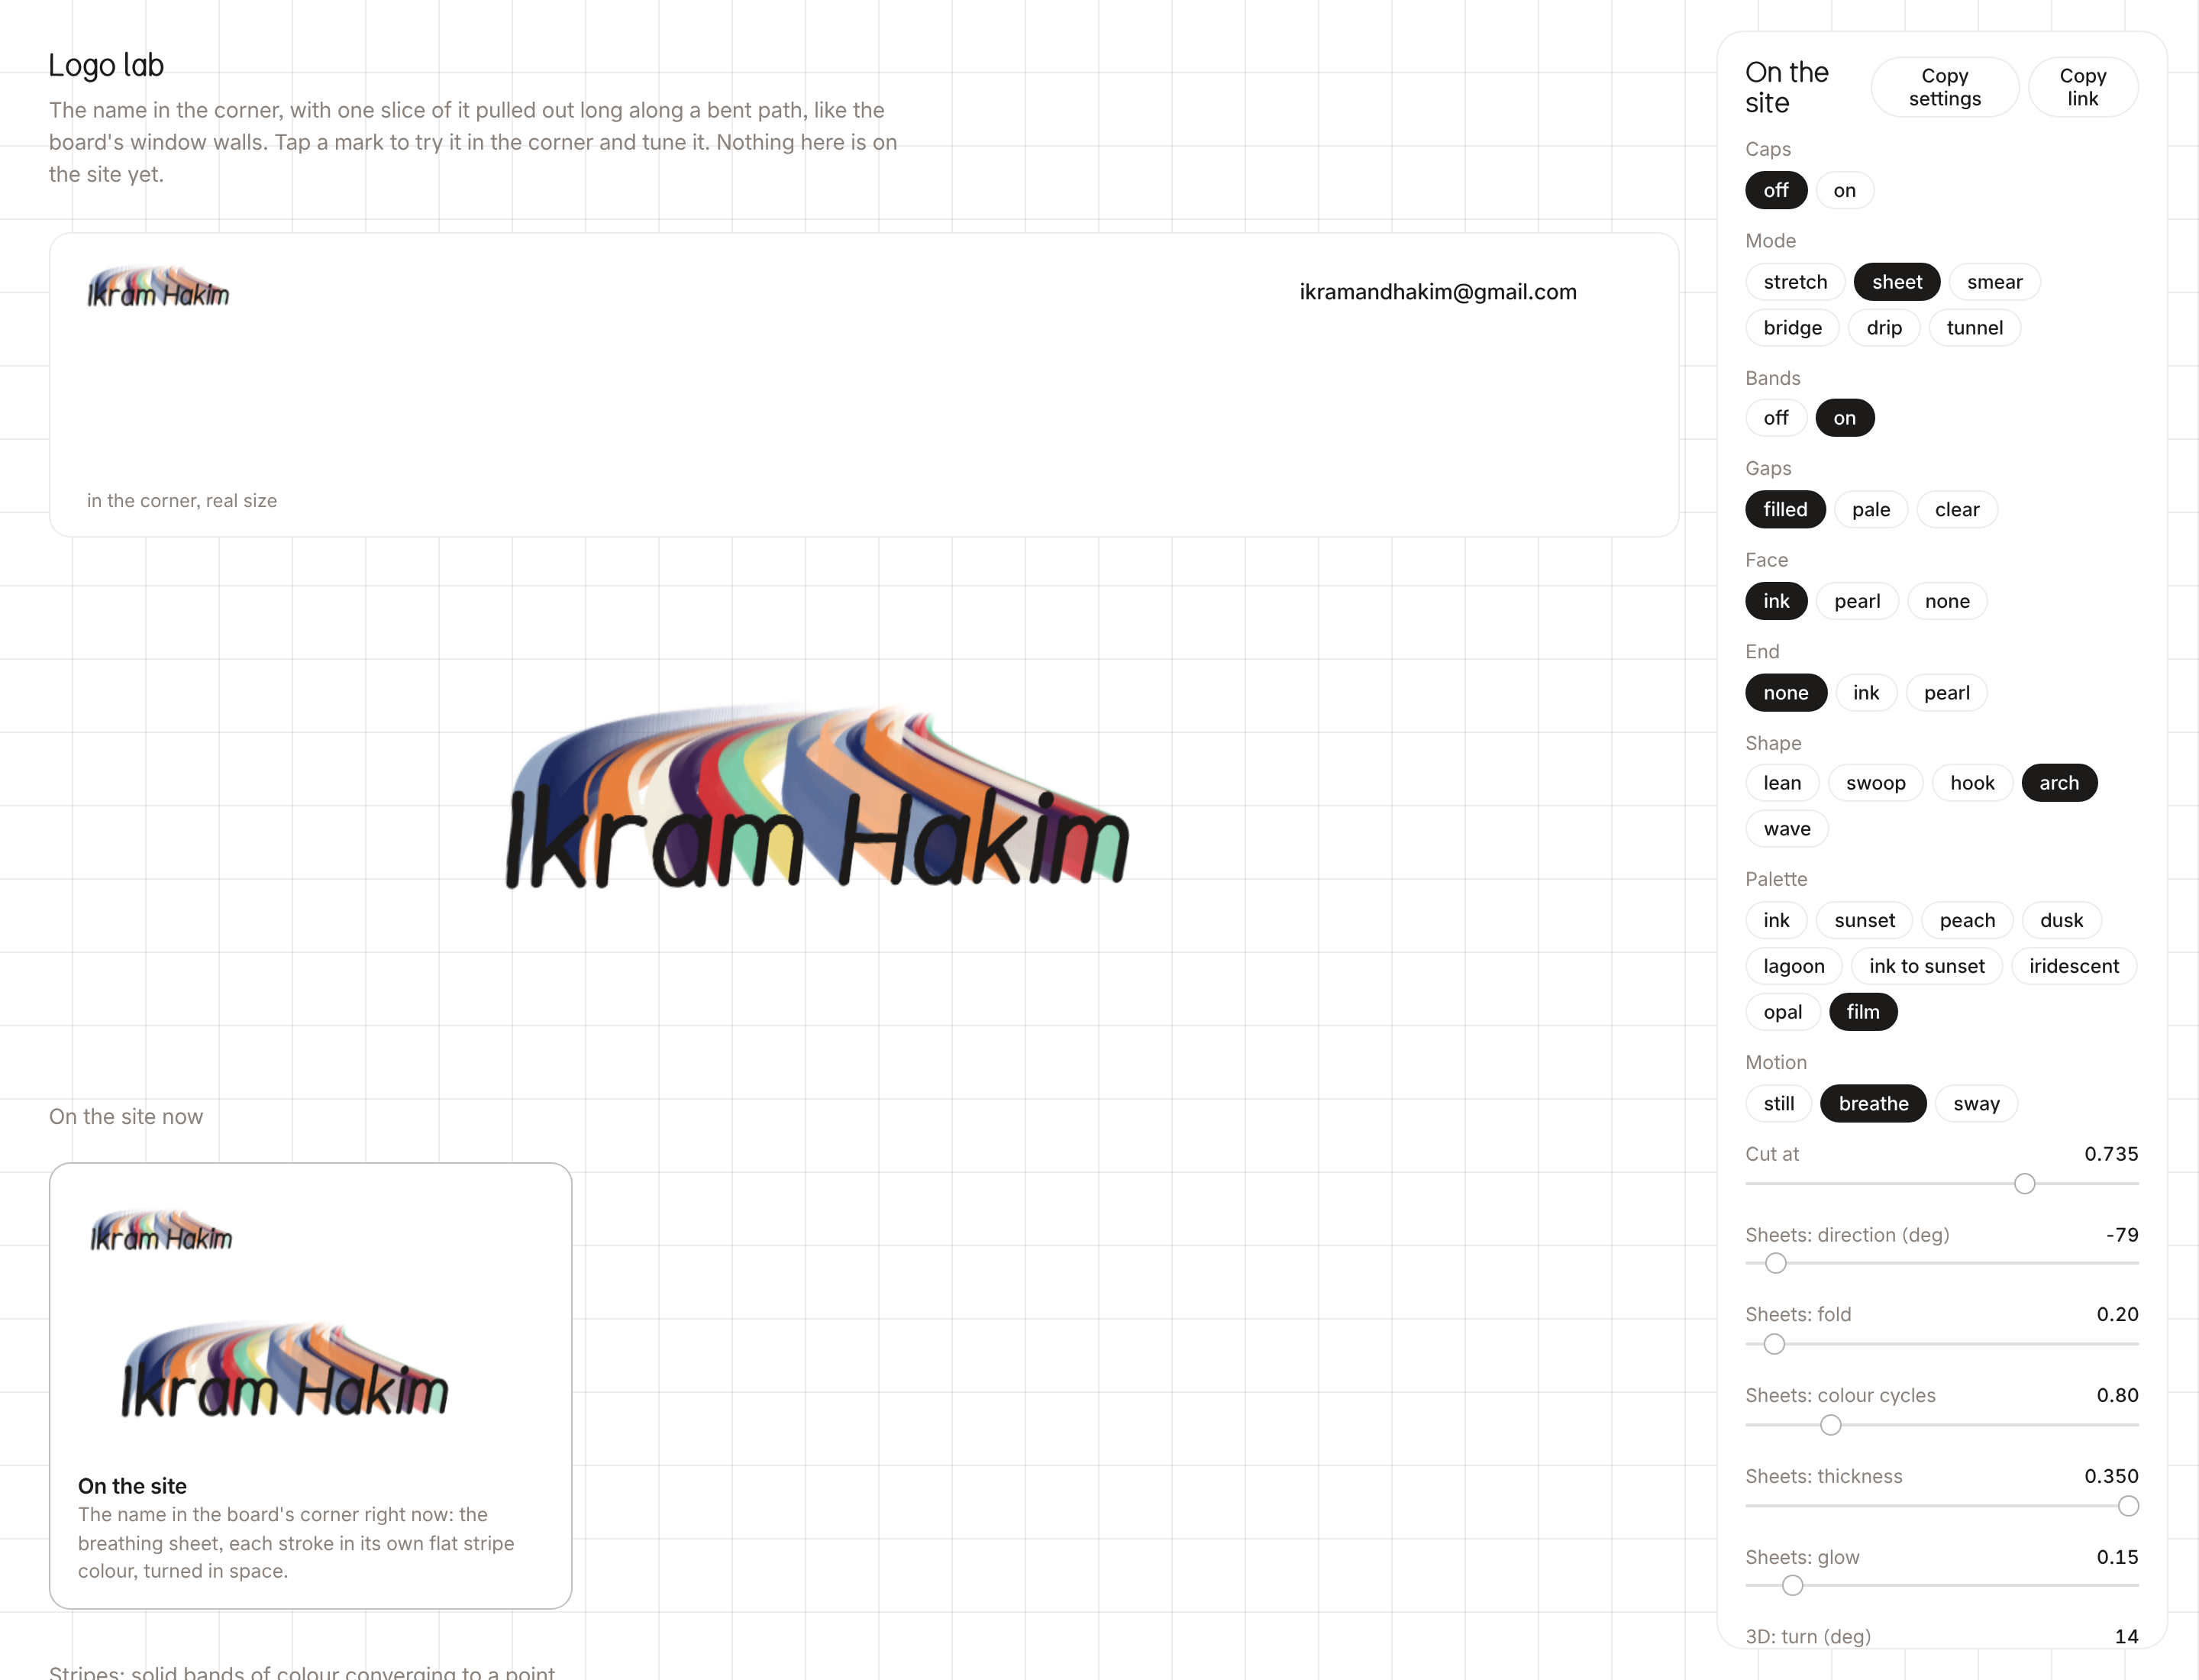 Logo lab
The name in the corner, with one slice of it pulled out long along a bent path, like the
board's window walls. Tap a mark to try it in the corner and tune it. Nothing here is on
the site yet.
Ikram Hakim
ikramandhakim@gmail.com
in the corner, real size
Ikram Hakim
On the site now
Ikram Hakim
Ikram Hakim
On the site
The name in the board's corner right now: the
breathing sheet, each stroke in its own flat stripe
colour, turned in space.
Stripes: solid bands of colour converging to a point
On the
site
Copy
settings
Copy
link
Caps
off on
Mode
stretch sheet smear
bridge drip tunnel
Bands
off on
Gaps
filled pale clear
Face
ink pearl none
End
none ink pearl
Shape
lean swoop hook arch
wave
Palette
ink sunset peach dusk
lagoon ink to sunset iridescent
opal film
Motion
still breathe sway
Cut at 0.735
Sheets: direction (deg) -79
Sheets: fold 0.20
Sheets: colour cycles 0.80
Sheets: thickness 0.350
Sheets: glow 0.15
3D: turn (deg) 14